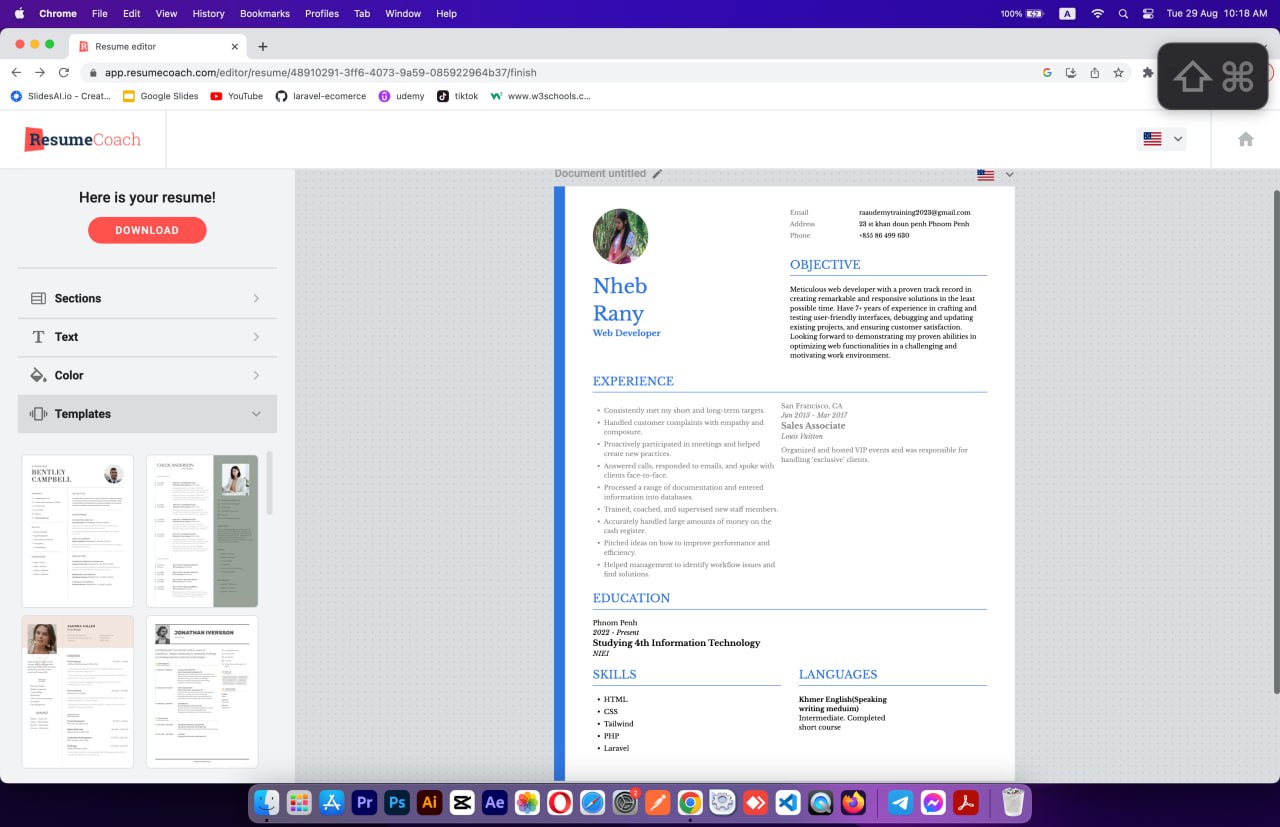 Chrome File Edit View History Bookmarks Profiles Tab Window Help
100% A Tue 29 Aug 10:18 AM
Resume editor
app.resumecoach.com/editor/resume/48910291-3ff6-4073-9a59-085922964b37/finish
SlidesAI.io - Creat... Google Slides YouTube laravel-ecomerce udemy tiktok www.w3schools.c...
ResumeCoach
Here is your resume!
DOWNLOAD
Sections
Text
Color
Templates
BENTLEY
CAMPBELL
CHLOE ANDERSON
SANDRA MILLER
JONATHAN IVERSSON
Document untitled
Nheb
Rany
Web Developer
Email raaudemytraining2023@gmail.com
Address 23 st khan doun penh Phnom Penh
Phone +855 86 499 630
OBJECTIVE
Meticulous web developer with a proven track record in
creating remarkable and responsive solutions in the least
possible time. Have 7+ years of experience in crafting and
testing user-friendly interfaces, debugging and updating
existing projects, and ensuring customer satisfaction.
Looking forward to demonstrating my proven abilities in
optimizing web functionalities in a challenging and
motivating work environment.
EXPERIENCE
• Consistently met my short and long-term targets.
• Handled customer complaints with empathy and
composure.
• Proactively participated in meetings and helped
create new practices.
• Answered calls, responded to emails, and spoke with
clients face-to-face.
• Processed a range of documentation and entered
information into databases.
• Trained, coached, and supervised new staff members.
• Accurately handled large amounts of money on the
cash register.
• Pitched ideas on how to improve performance and
efficiency.
• Helped management to identify workflow issues and
find solutions.
San Francisco, CA
Jun 2013 - Mar 2017
Sales Associate
Louis Vuitton
Organized and hosted VIP events and was responsible for
handling 'exclusive' clients.
EDUCATION
Phnom Penh
2022 - Present
Studying 4th Information Technology
NIEI
SKILLS
• HTML
• CSS
• Tailwind
• PHP
• Laravel
LANGUAGES
Khmer English(Speaking
writing meduim)
Intermediate. Completed
short course
Pr Ps Ai Ae 2